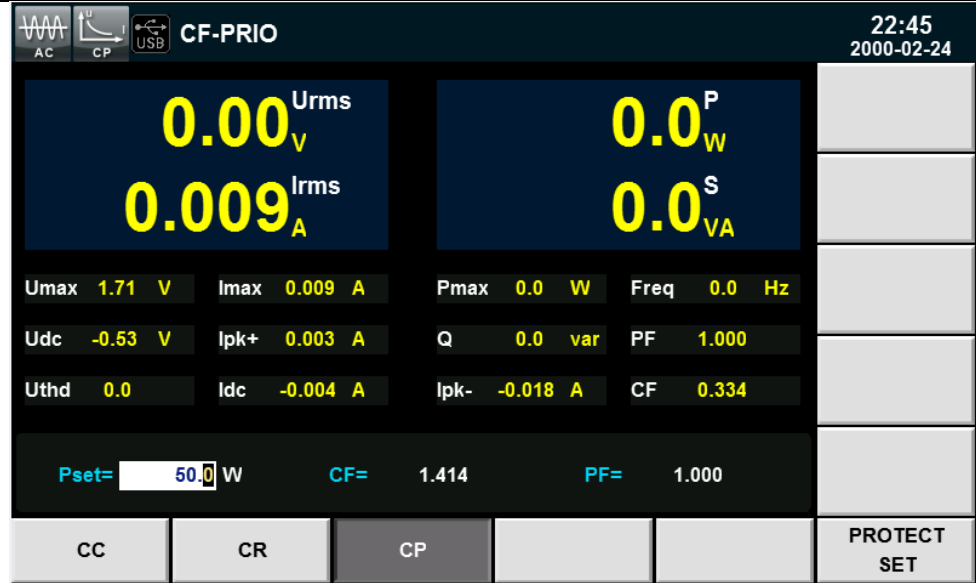 AC CP U I USB CF-PRIO 22:45
2000-02-24
0.00 Urms V 0.0 P W
0.009 Irms A 0.0 S VA
Umax 1.71 V Imax 0.009 A Pmax 0.0 W Freq 0.0 Hz
Udc -0.53 V Ipk+ 0.003 A Q 0.0 var PF 1.000
Uthd 0.0 Idc -0.004 A Ipk- -0.018 A CF 0.334
Pset= 50.0 W CF= 1.414 PF= 1.000
CC CR CP PROTECT
SET